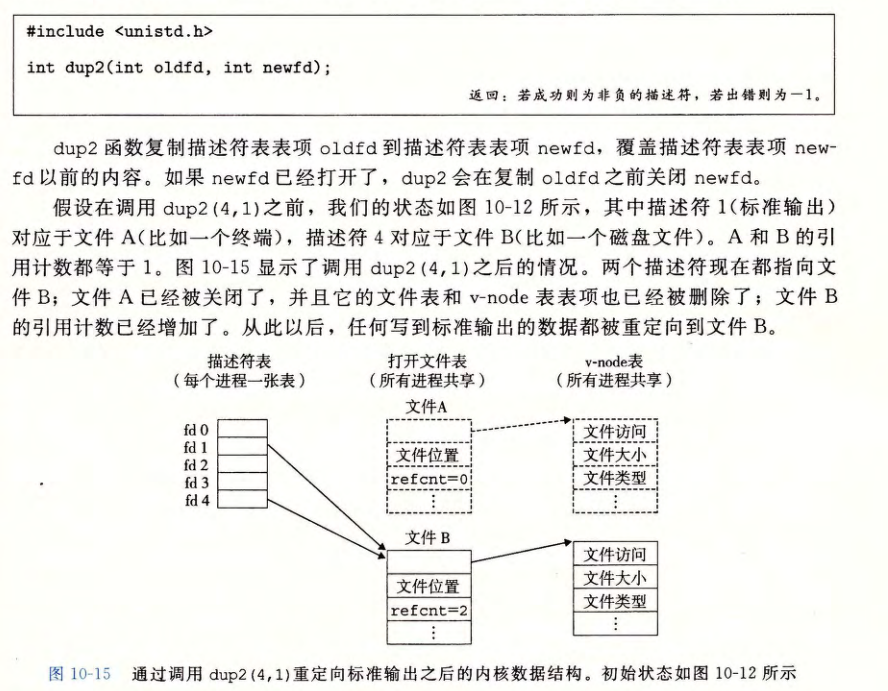 #include <unistd.h>
int dup2(int oldfd, int newfd);
返回：若成功则为非负的描述符，若出错则为－1。
dup2 函数复制描述符表表项 oldfd 到描述符表表项 newfd，覆盖描述符表表项 new-
fd 以前的内容。如果 newfd 已经打开了，dup2 会在复制 oldfd 之前关闭 newfd。
假设在调用 dup2(4,1)之前，我们的状态如图 10-12 所示，其中描述符 1(标准输出)
对应于文件 A(比如一个终端)，描述符 4 对应于文件 B(比如一个磁盘文件)。A 和 B 的引
用计数都等于 1。图 10-15 显示了调用 dup2(4,1)之后的情况。两个描述符现在都指向文
件 B；文件 A 已经被关闭了，并且它的文件表和 v-node 表表项也已经被删除了；文件 B
的引用计数已经增加了。从此以后，任何写到标准输出的数据都被重定向到文件 B。
描述符表
（每个进程一张表）
打开文件表
（所有进程共享）
v-node表
（所有进程共享）
fd 0
fd 1
fd 2
fd 3
fd 4
文件A
文件位置
refcnt=0
⋮
文件访问
文件大小
文件类型
⋮
文件 B
文件位置
refcnt=2
⋮
文件访问
文件大小
文件类型
⋮
图 10-15 通过调用 dup2(4,1)重定向标准输出之后的内核数据结构。初始状态如图 10-12 所示